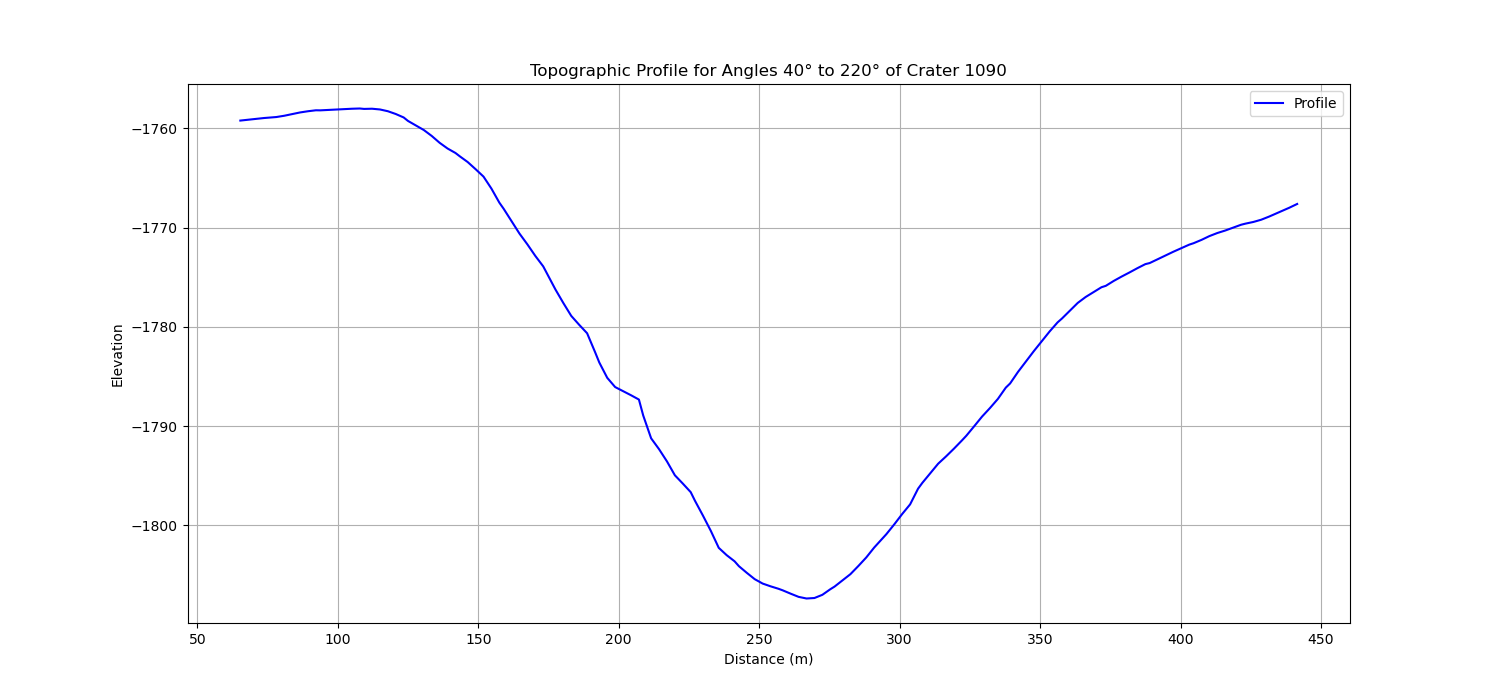 Topographic Profile for Angles 40° to 220° of Crater 1090
Profile
Elevation
−1760
−1770
−1780
−1790
−1800
50 100 150 200 250 300 350 400 450
Distance (m)